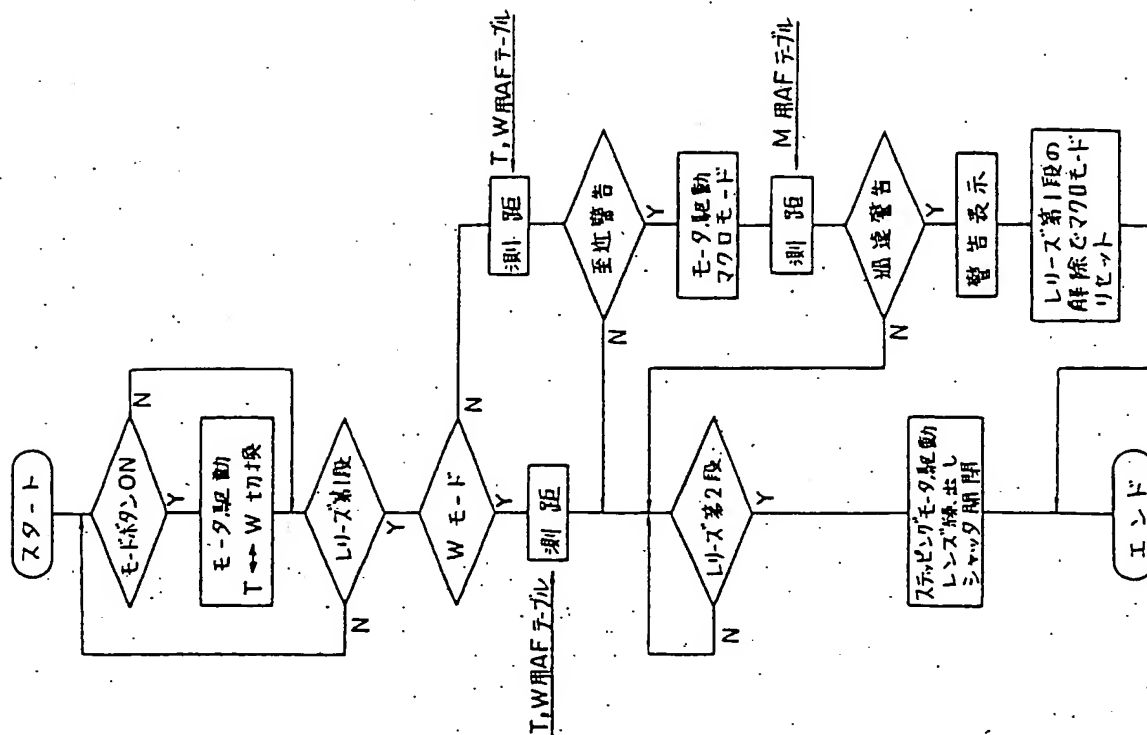 スタート
モードボタンON
Y
N
モータ駆動
T↔W切換
レリーズ第1段
Y
N
Wモード
Y
N
測距
T,W用AFテーブル
レリーズ第2段
Y
N
ステッピングモータ駆動
レンズ繰出し
シャッタ開閉
エンド
測距
T,W用AFテーブル
至近警告
Y
N
モータ駆動
マクロモード
測距
M用AFテーブル
過遠警告
Y
N
警告表示
レリーズ第1段の
解除でマクロモード
リセット